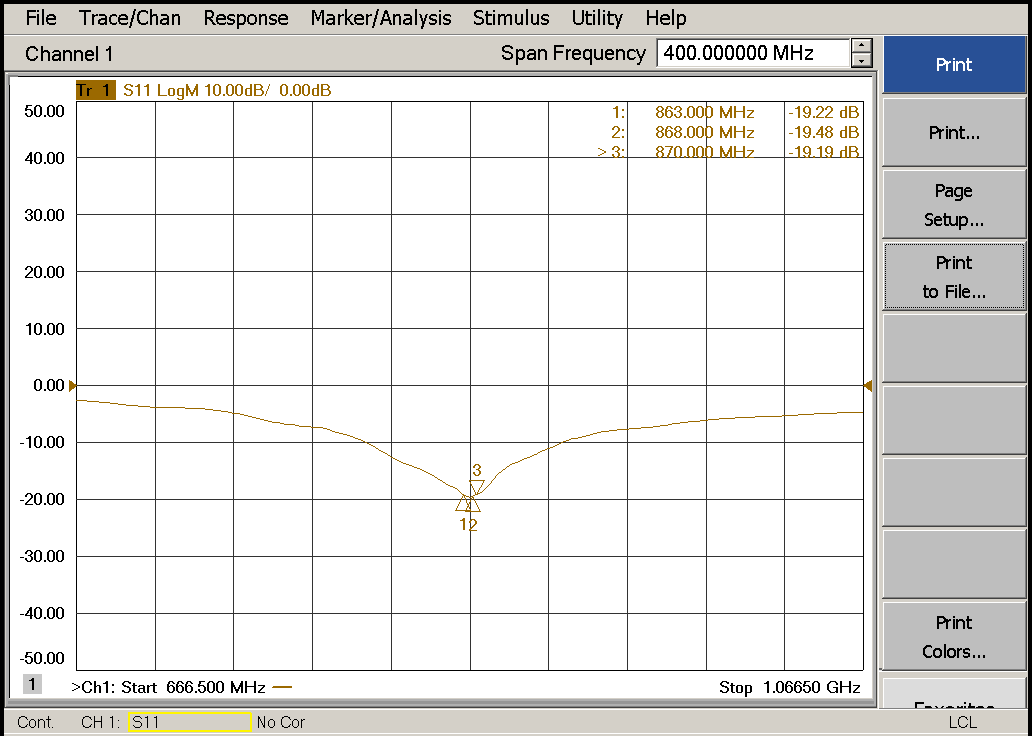 File Trace/Chan Response Marker/Analysis Stimulus Utility Help
Channel 1 Span Frequency 400.000000 MHz
Print
Print...
Page
Setup...
Print
to File...
Print
Colors...
Favorites
Tr 1 S11 LogM 10.00dB/ 0.00dB
50.00
40.00
30.00
20.00
10.00
0.00
-10.00
-20.00
-30.00
-40.00
-50.00
1: 863.000 MHz -19.22 dB
2: 868.000 MHz -19.48 dB
> 3: 870.000 MHz -19.19 dB
3
12
1 >Ch1: Start 666.500 MHz Stop 1.06650 GHz
Cont. CH 1: S11 No Cor LCL